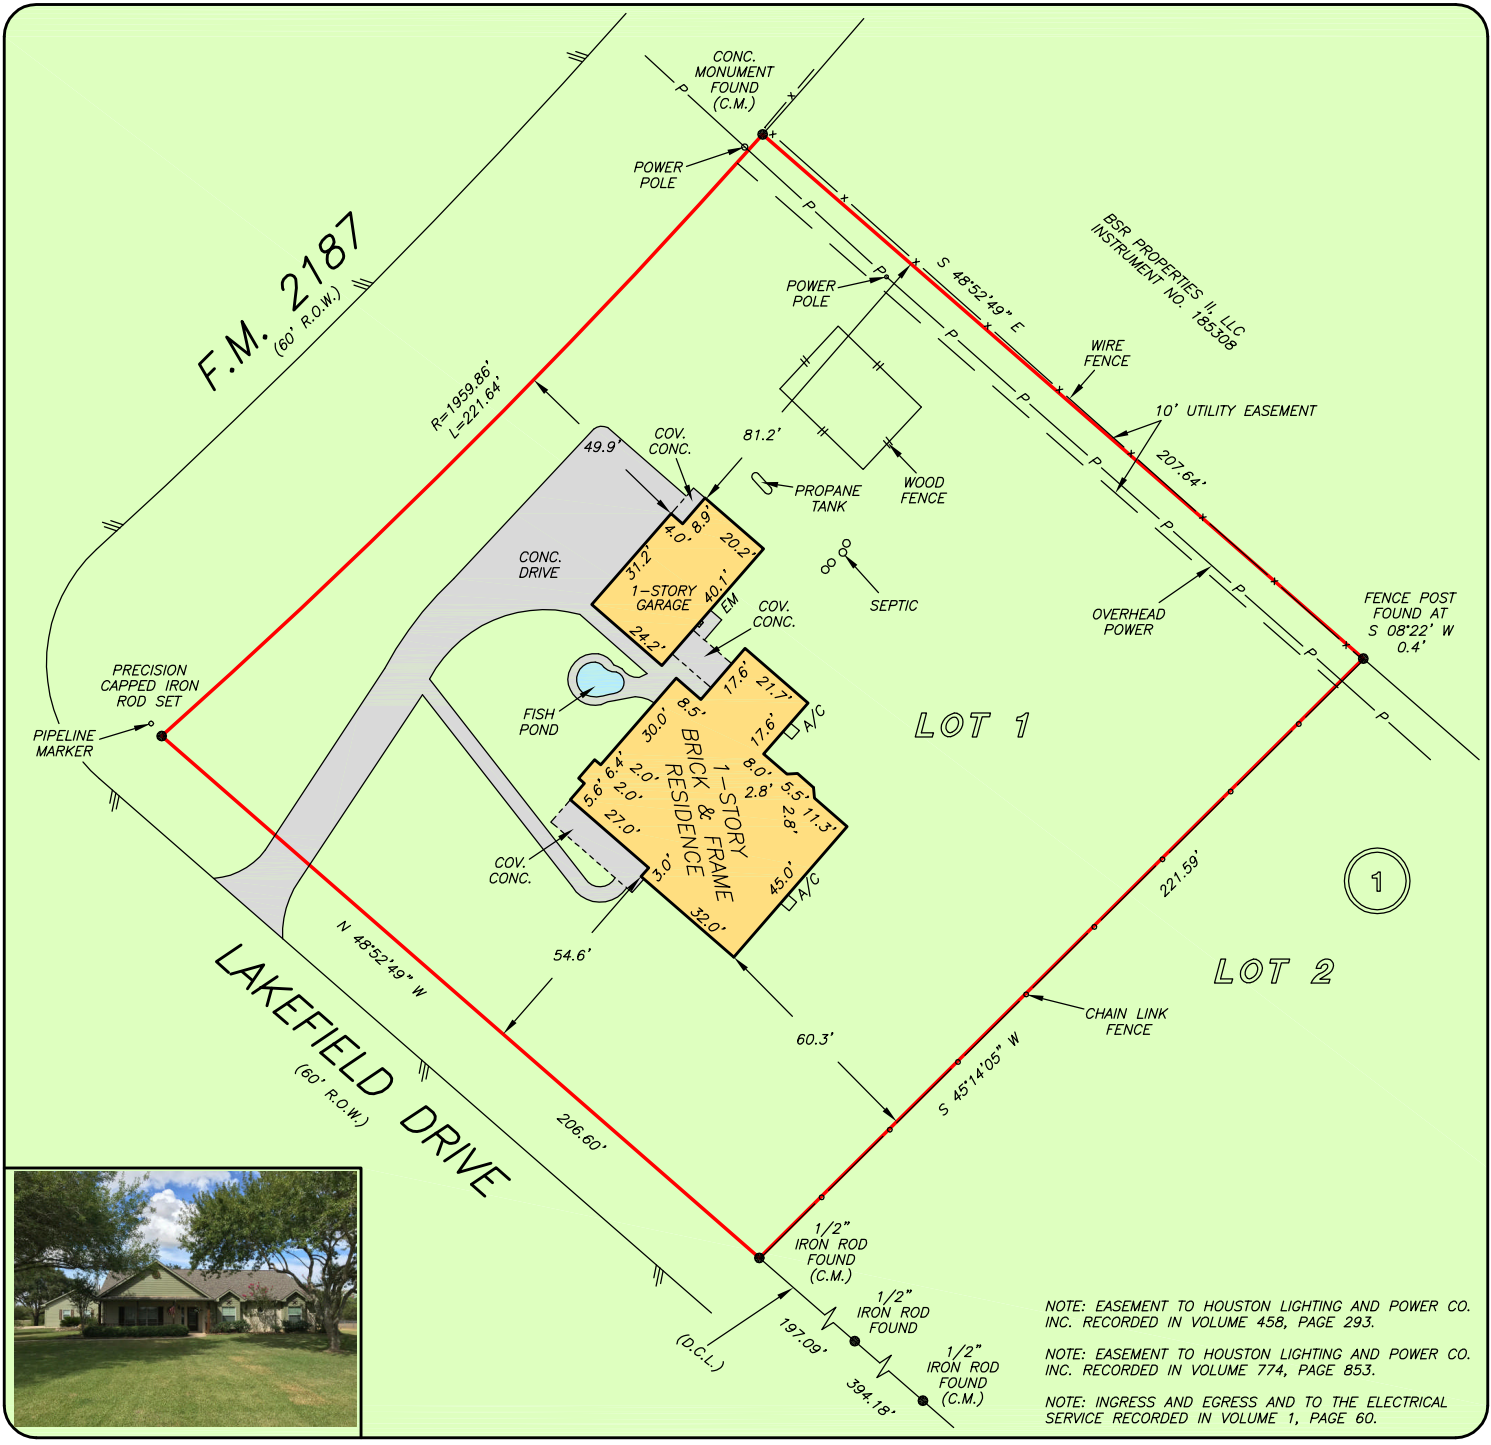 CONC.
MONUMENT
FOUND
(C.M.)
P
POWER
POLE
F.M. 2187
(60' R.O.W.)
R=1959.86'
L=221.64'
BSR PROPERTIES II, LLC
INSTRUMENT NO. 185308
S 48°52'49" E
P
P
POWER
POLE
P
WIRE
FENCE
10' UTILITY EASEMENT
P
207.64'
P
P
P
P
P
OVERHEAD
POWER
FENCE POST
FOUND AT
S 08°22' W
0.4'
49.9'
COV.
CONC.
81.2'
WOOD
FENCE
PROPANE
TANK
SEPTIC
CONC.
DRIVE
4.0'
8.9'
20.2'
31.2'
1-STORY
GARAGE
40.1'
24.2'
EM
COV.
CONC.
PRECISION
CAPPED IRON
ROD SET
PIPELINE
MARKER
FISH
POND
17.6'
21.7'
8.5'
30.0'
17.6'
A/C
6.4'
2.0'
5.6'
2.0'
27.0'
8.0'
2.8'
5.5'
2.8'
11.3'
1-STORY
BRICK & FRAME
RESIDENCE
3.0'
32.0'
45.0'
A/C
COV.
CONC.
54.6'
60.3'
LOT 1
1
LOT 2
221.59'
CHAIN LINK
FENCE
S 45°14'05" W
N 48°52'49" W
206.60'
LAKEFIELD DRIVE
(60' R.O.W.)
1/2"
IRON ROD
FOUND
(C.M.)
1/2"
IRON ROD
FOUND
1/2"
IRON ROD
FOUND
(C.M.)
(D.C.L.)
197.09'
394.18'
NOTE: EASEMENT TO HOUSTON LIGHTING AND POWER CO.
INC. RECORDED IN VOLUME 458, PAGE 293.
NOTE: EASEMENT TO HOUSTON LIGHTING AND POWER CO.
INC. RECORDED IN VOLUME 774, PAGE 853.
NOTE: INGRESS AND EGRESS AND TO THE ELECTRICAL
SERVICE RECORDED IN VOLUME 1, PAGE 60.